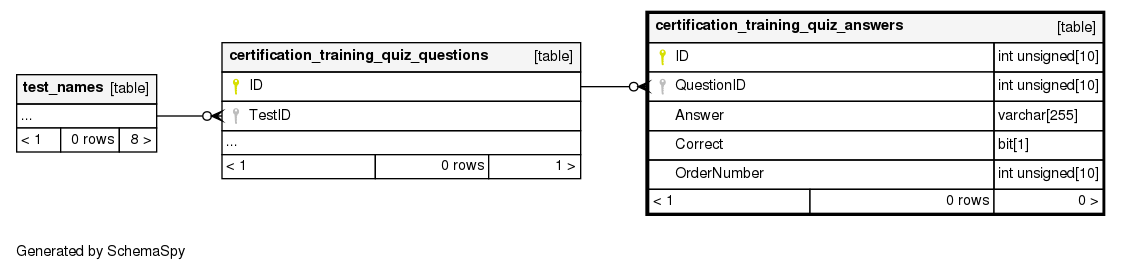 test_names [table]
...
< 1 0 rows 8 >
certification_training_quiz_questions [table]
ID
TestID
...
< 1 0 rows 1 >
certification_training_quiz_answers [table]
ID int unsigned[10]
QuestionID int unsigned[10]
Answer varchar[255]
Correct bit[1]
OrderNumber int unsigned[10]
< 1 0 rows 0 >
Generated by SchemaSpy